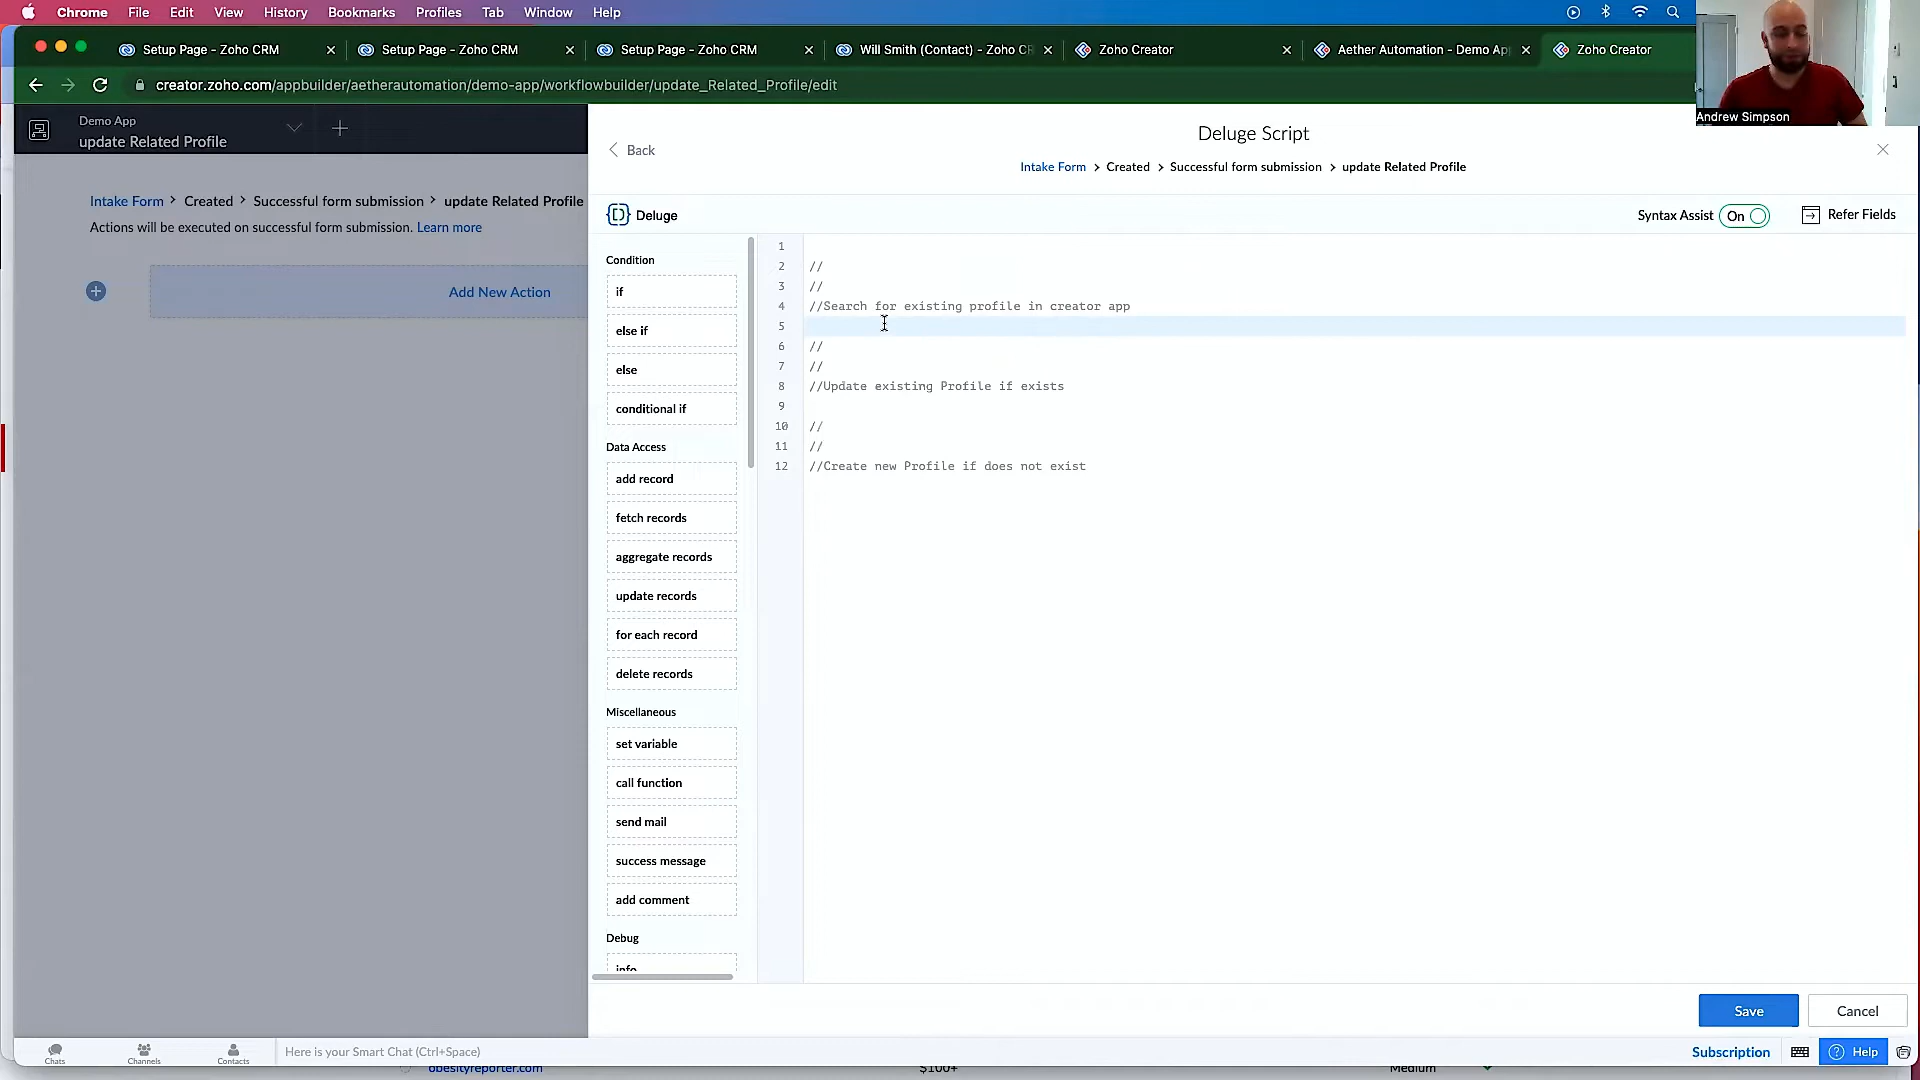 Chrome File Edit View History Bookmarks Profiles Tab Window Help
Setup Page - Zoho CRM
Setup Page - Zoho CRM
Setup Page - Zoho CRM
Will Smith (Contact) - Zoho CR
Zoho Creator
Aether Automation - Demo Ap
Zoho Creator
creator.zoho.com/appbuilder/aetherautomation/demo-app/workflowbuilder/update_Related_Profile/edit
Andrew Simpson
Demo App
update Related Profile
Intake Form > Created > Successful form submission > update Related Profile
Actions will be executed on successful form submission. Learn more
Add New Action
Back
Deluge Script
Intake Form > Created > Successful form submission > update Related Profile
Deluge
Syntax Assist On
Refer Fields
Condition
if
else if
else
conditional if
Data Access
add record
fetch records
aggregate records
update records
for each record
delete records
Miscellaneous
set variable
call function
send mail
success message
add comment
Debug
info
1
2 //
3 //
4 //Search for existing profile in creator app
5
6 //
7 //
8 //Update existing Profile if exists
9
10 //
11 //
12 //Create new Profile if does not exist
Save
Cancel
Chats
Channels
Contacts
Here is your Smart Chat (Ctrl+Space)
Subscription
Help
obesityreporter.com
$100+
Medium